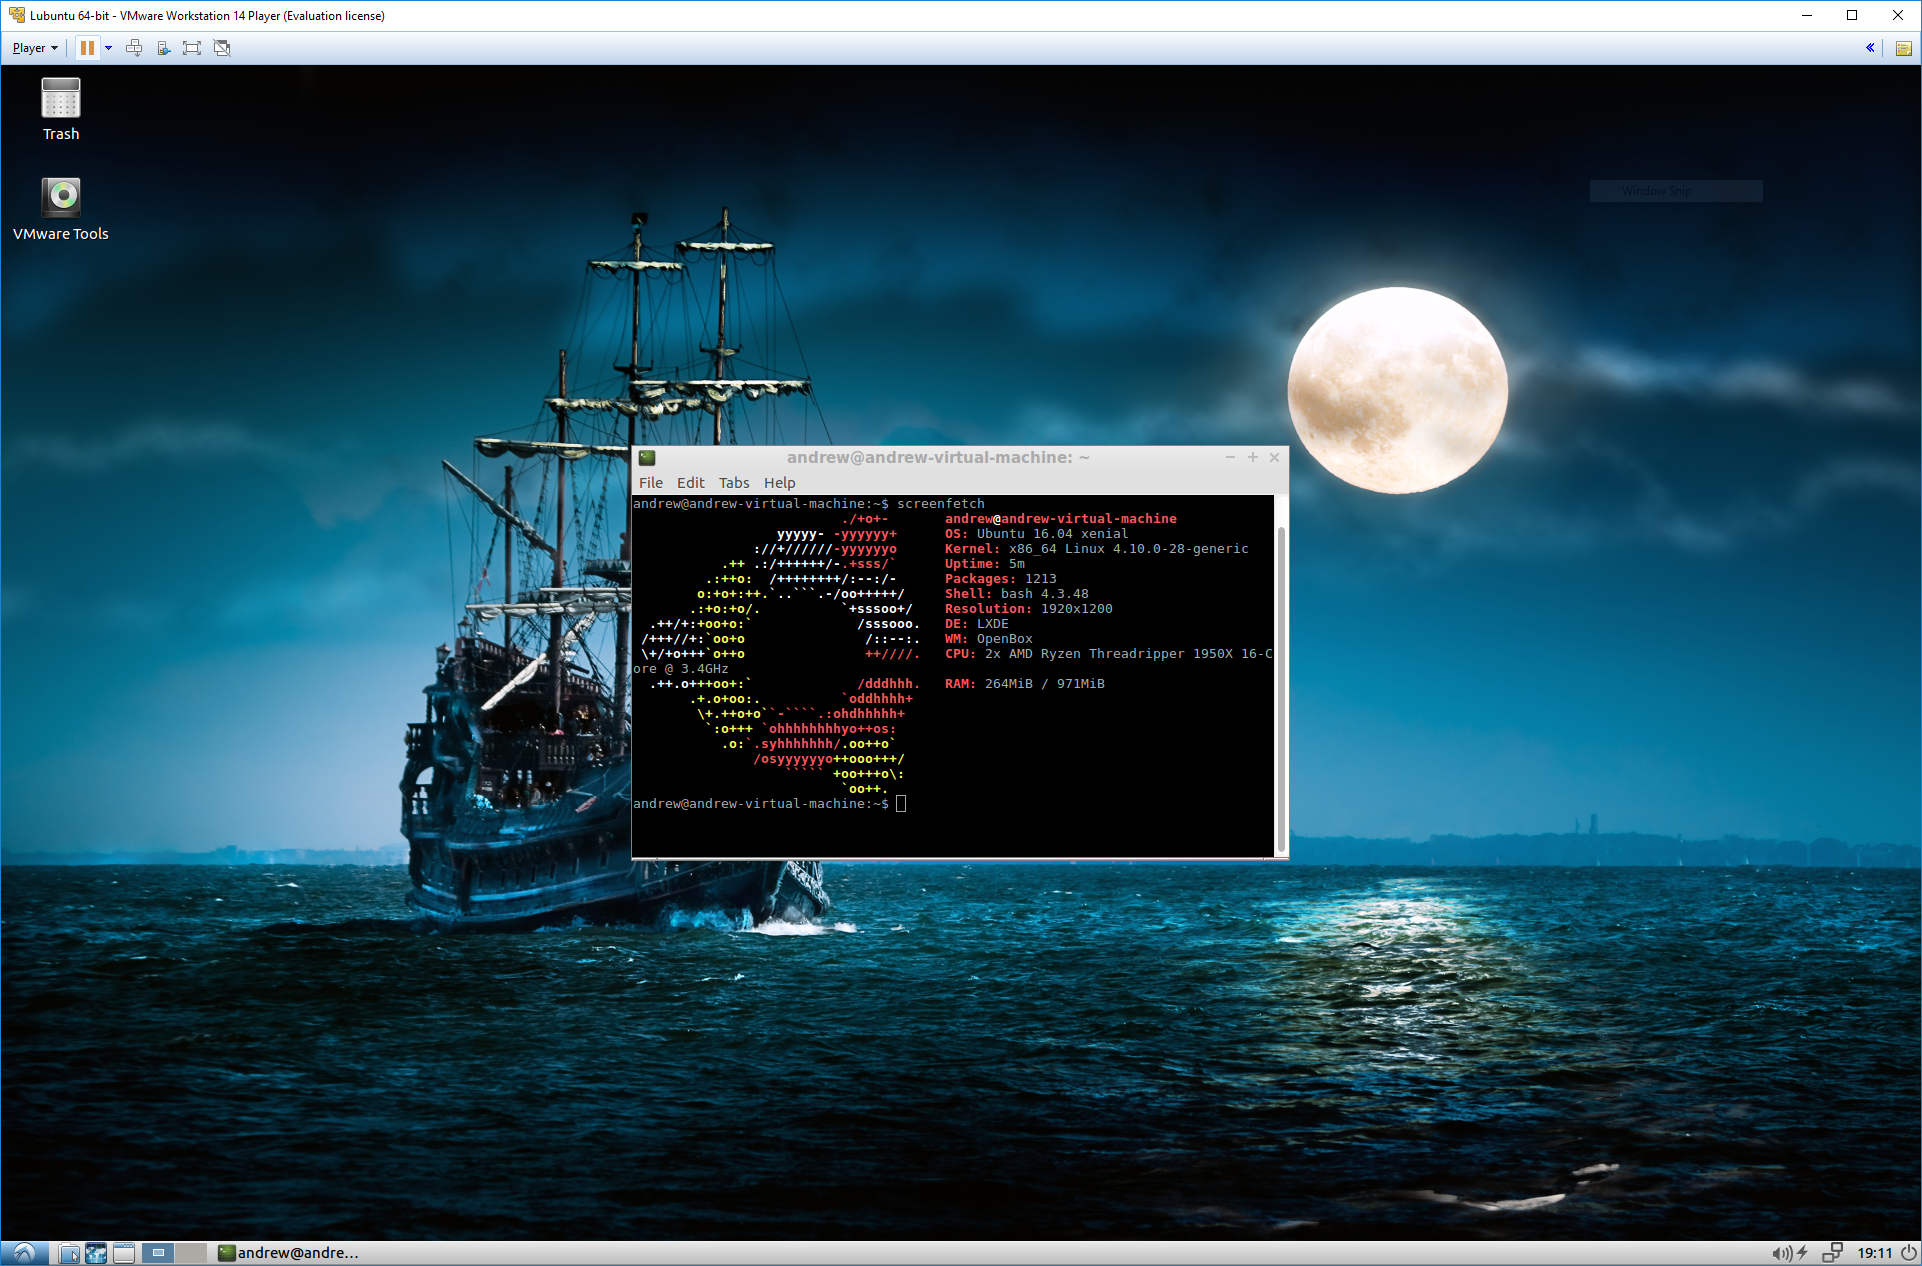 Lubuntu 64-bit - VMware Workstation 14 Player (Evaluation license)
Player
Trash
VMware Tools
Window Snip
andrew@andrew-virtual-machine: ~
File Edit Tabs Help
andrew@andrew-virtual-machine:~$ screenfetch
                          ./+o+-       andrew@andrew-virtual-machine
                  yyyyy- -yyyyyy+      OS: Ubuntu 16.04 xenial
               ://+//////-yyyyyyo      Kernel: x86_64 Linux 4.10.0-28-generic
           .++ .:/++++++/-.+sss/`      Uptime: 5m
         .:++o:  /++++++++/:--:/-      Packages: 1213
        o:+o+:++.`..```.-/oo+++++/     Shell: bash 4.3.48
       .:+o:+o/.          `+sssoo+/    Resolution: 1920x1200
  .++/+:+oo+o:`             /sssooo.   DE: LXDE
 /+++//+:`oo+o               /::--:.   WM: OpenBox
 \+/+o+++`o++o               ++////.   CPU: 2x AMD Ryzen Threadripper 1950X 16-C
ore @ 3.4GHz
  .++.o+++oo+:`             /dddhhh.   RAM: 264MiB / 971MiB
       .+.o+oo:.          `oddhhhh+
        \+.++o+o``-````.:ohdhhhhh+
         `:o+++ `ohhhhhhhhyo++os:
           .o:`.syhhhhhhh/.oo++o`
               /osyyyyyyo++ooo+++/
                   ````` +oo+++o\:
                          `oo++.
andrew@andrew-virtual-machine:~$
andrew@andre...
19:11